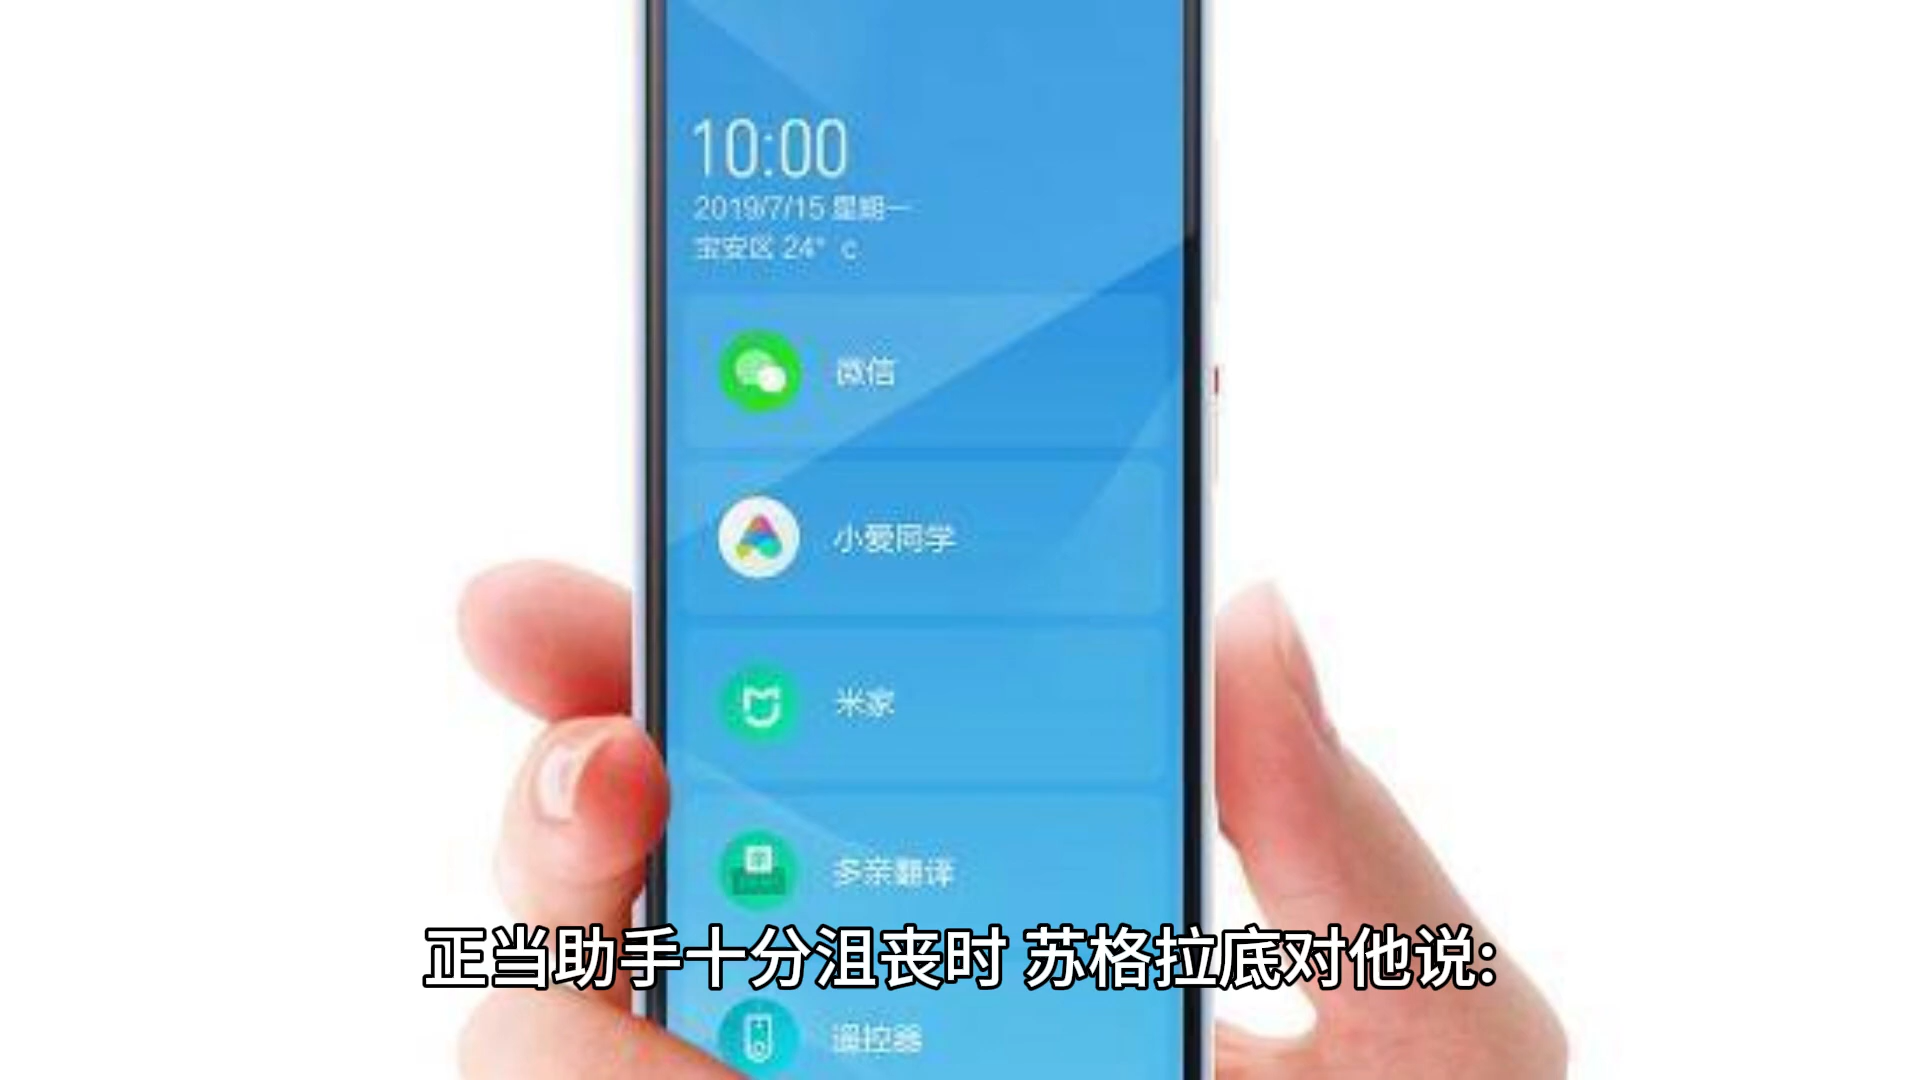 10:00
2019/7/15 星期一
宝安区 24° c
微信
小爱同学
米家
多亲翻译
正当助手十分沮丧时 苏格拉底对他说:
遥控器